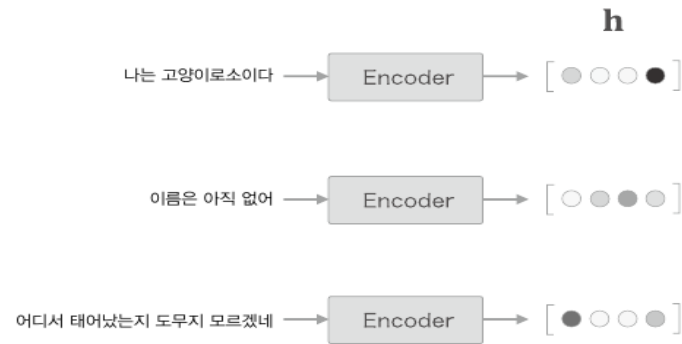 h
나는 고양이로소이다 Encoder
이름은 아직 없어 Encoder
어디서 태어났는지 도무지 모르겠네 Encoder